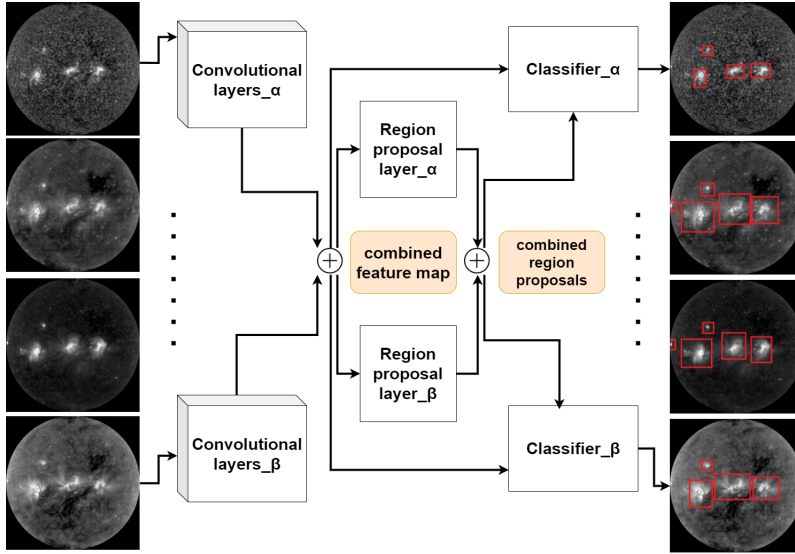 Convolutional
layers_α
Classifier_α
Region
proposal
layer_α
combined
feature map
combined
region
proposals
Region
proposal
layer_β
Convolutional
layers_β
Classifier_β